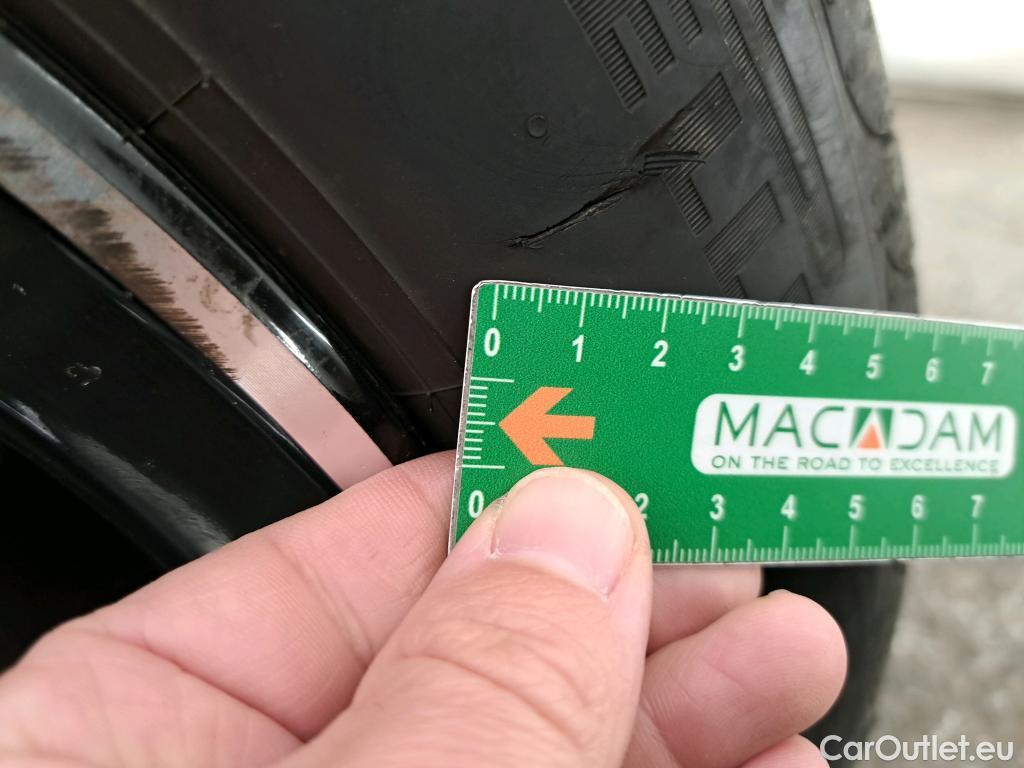 0 1 2 3 4 5 6 7
MACADAM
ON THE ROAD TO EXCELLENCE
0 2 3 4 5 6 7
CarOutlet.eu